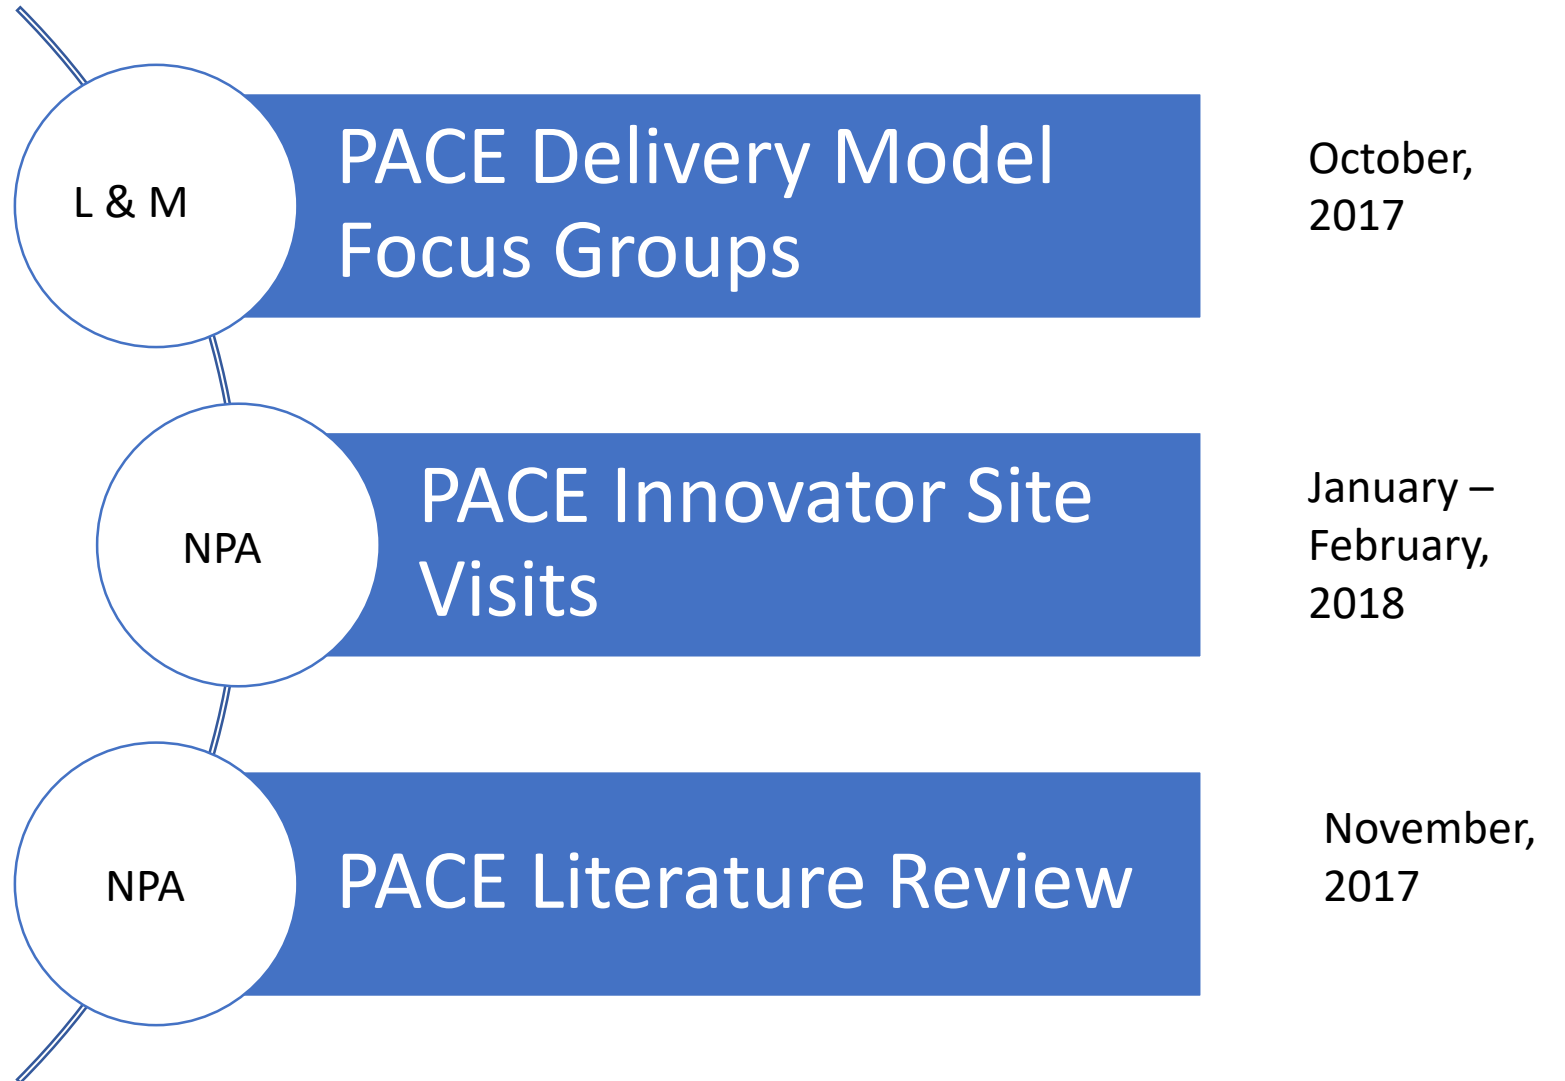 L & M
PACE Delivery Model
Focus Groups
October,
2017
NPA
PACE Innovator Site
Visits
January –
February,
2018
NPA
PACE Literature Review
November,
2017